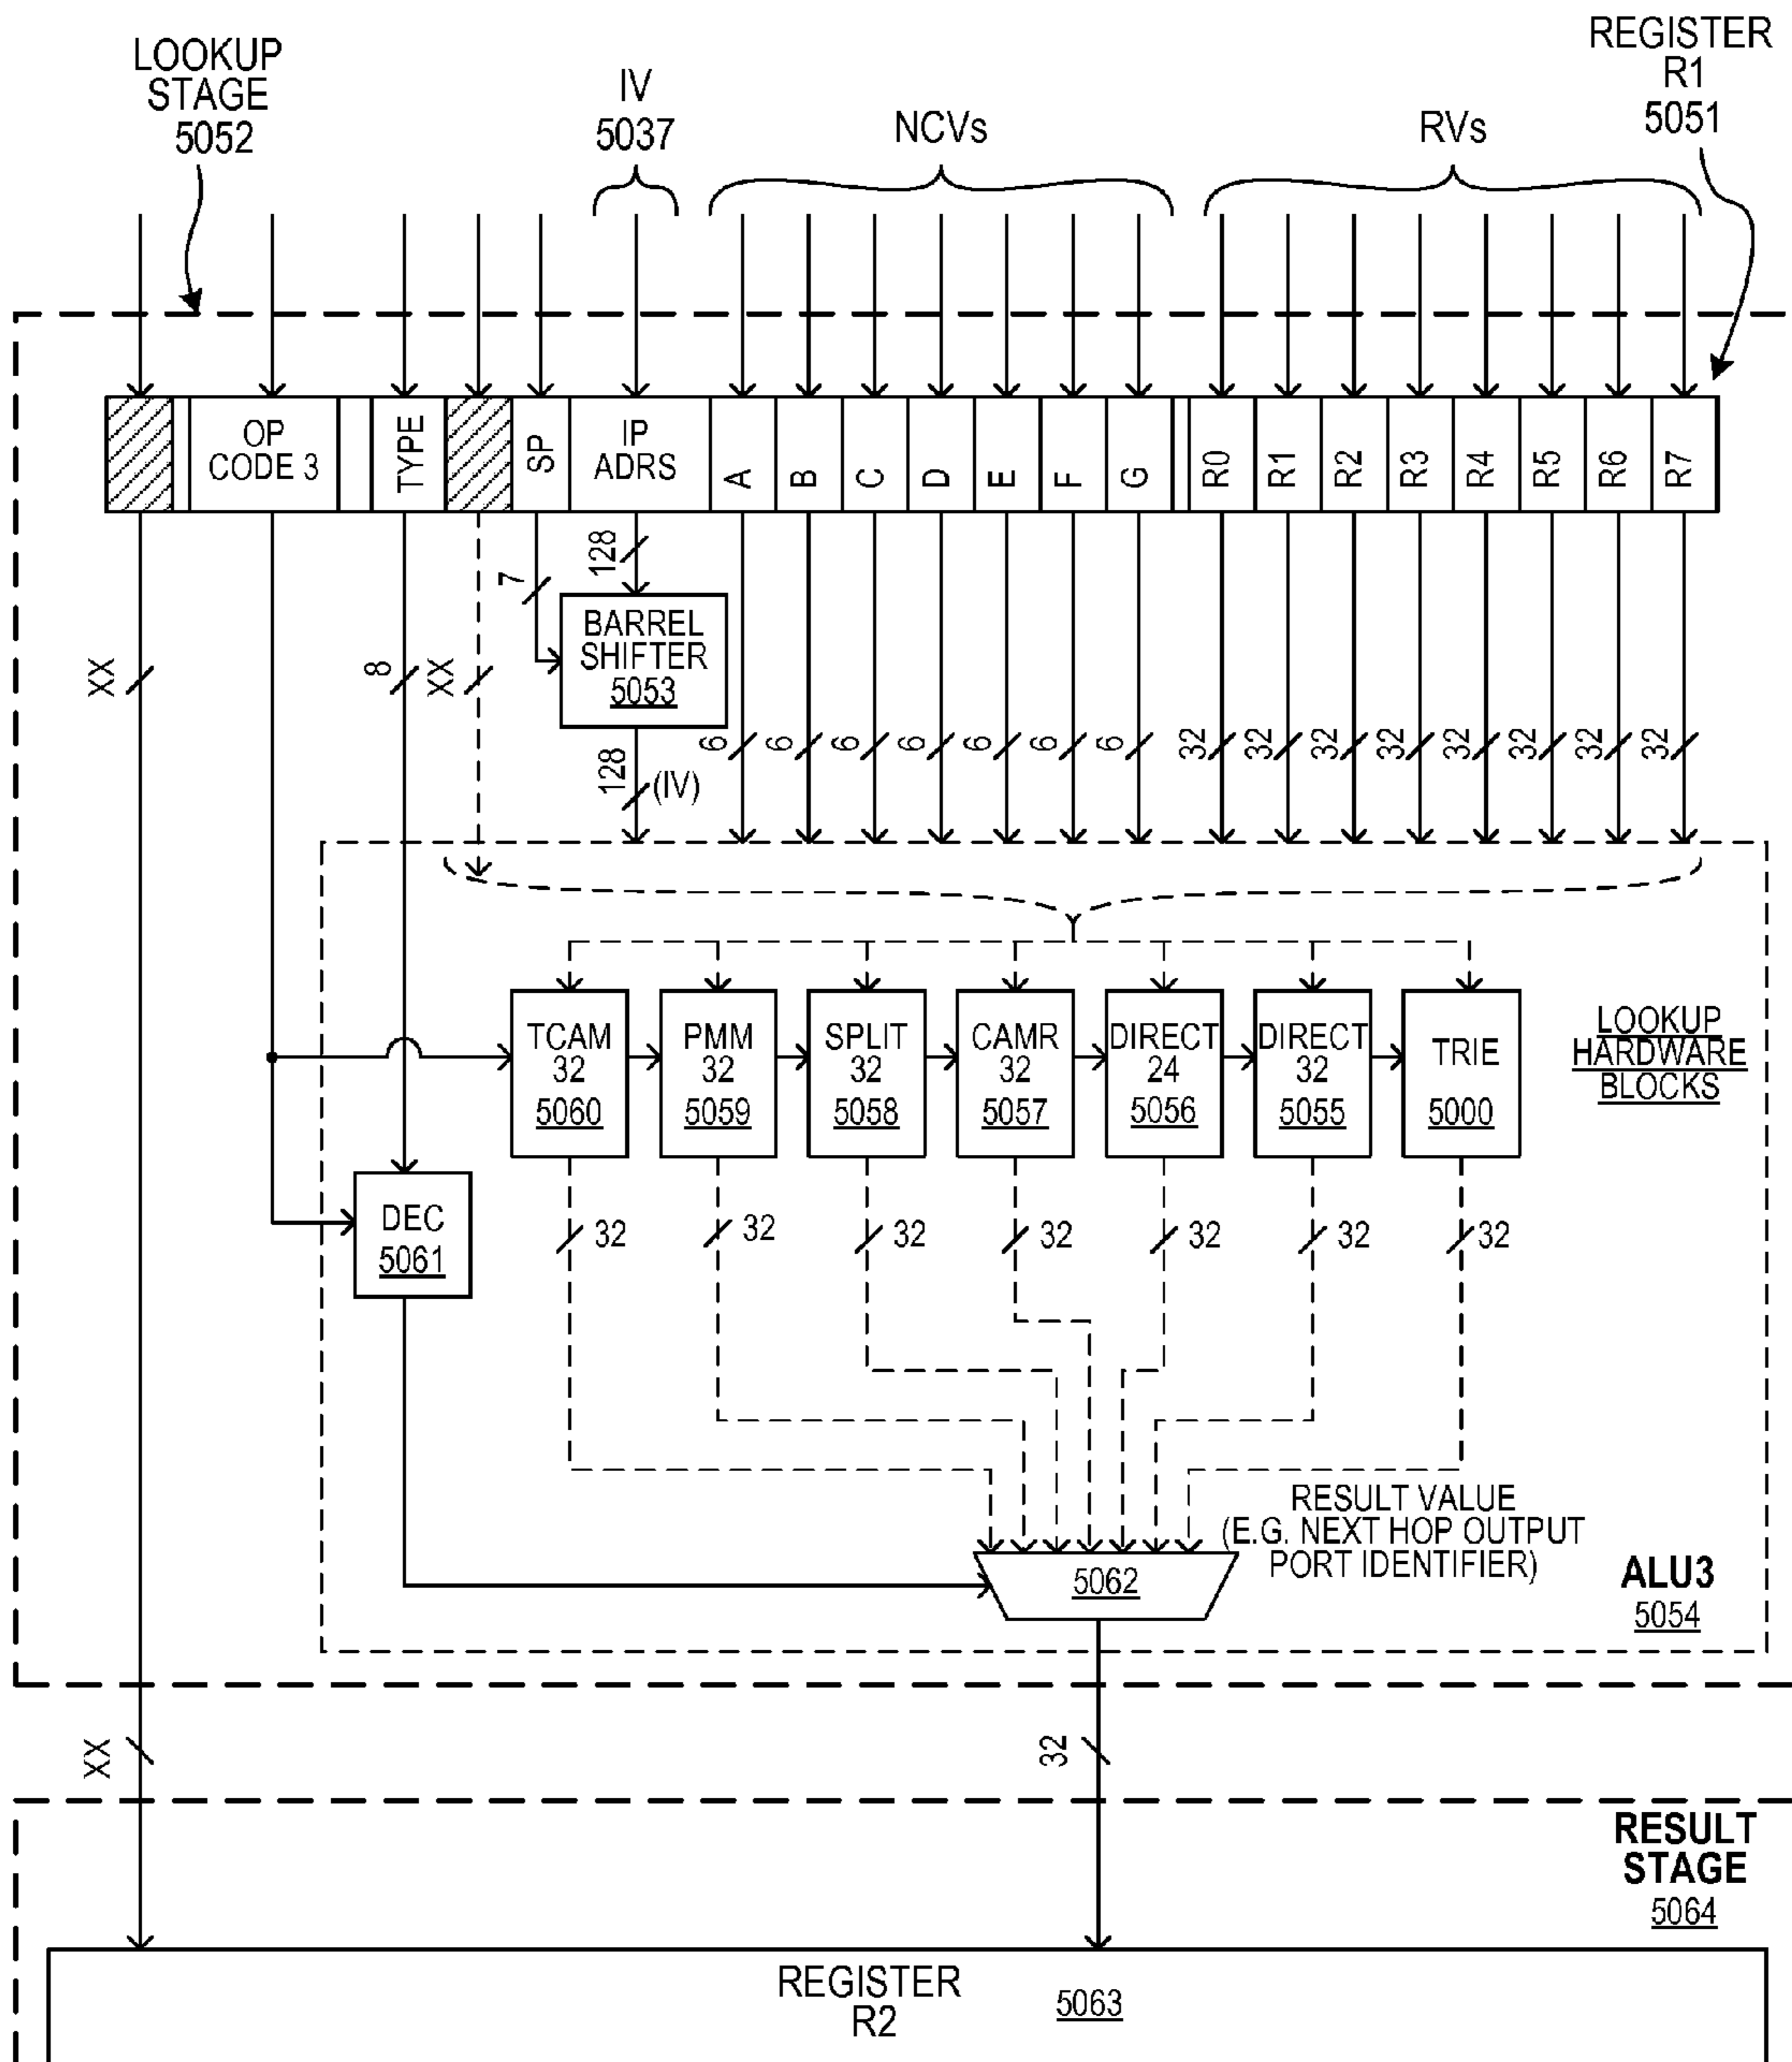 LOOKUP
STAGE
5052
IV
5037
NCVs
RVs
REGISTER
R1
5051
OP
CODE 3
TYPE
SP
IP
ADRS
A
B
C
D
E
F
G
R0
R1
R2
R3
R4
R5
R6
R7
XX
8
XX
7
128
BARREL
SHIFTER
5053
128
(IV)
6
6
6
6
6
6
6
32
32
32
32
32
32
32
32
TCAM
32
5060
PMM
32
5059
SPLIT
32
5058
CAMR
32
5057
DIRECT
24
5056
DIRECT
32
5055
TRIE
5000
LOOKUP
HARDWARE
BLOCKS
DEC
5061
32
32
32
32
32
32
32
RESULT VALUE
(E.G. NEXT HOP OUTPUT
PORT IDENTIFIER)
5062
ALU3
5054
XX
32
RESULT
STAGE
5064
REGISTER
R2
5063